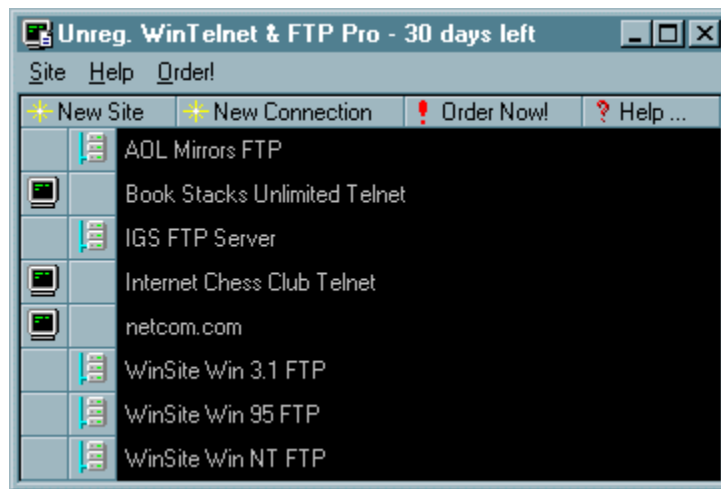 Unreg. WinTelnet & FTP Pro - 30 days left
Site Help Order!
New Site New Connection Order Now! Help ...
AOL Mirrors FTP
Book Stacks Unlimited Telnet
IGS FTP Server
Internet Chess Club Telnet
netcom.com
WinSite Win 3.1 FTP
WinSite Win 95 FTP
WinSite Win NT FTP